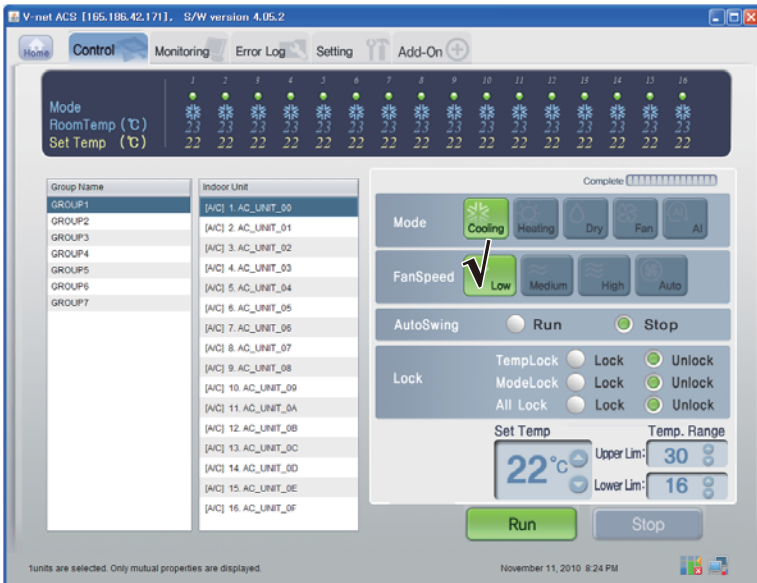 V-net ACS [165.186.42.171], S/W version 4.05.2
Home Control Monitoring Error Log Setting Add-On
1 2 3 4 5 6 7 8 9 10 11 12 13 14 15 16
Mode
RoomTemp (℃) 23 23 23 23 23 23 23 23 23 23 23 23 23 23 23 23
Set Temp (℃) 22 22 22 22 22 22 22 22 22 22 22 22 22 22 22 22
Group Name
GROUP1
GROUP2
GROUP3
GROUP4
GROUP5
GROUP6
GROUP7
Indoor Unit
[A/C] 1. AC_UNIT_00
[A/C] 2. AC_UNIT_01
[A/C] 3. AC_UNIT_02
[A/C] 4. AC_UNIT_03
[A/C] 5. AC_UNIT_04
[A/C] 6. AC_UNIT_05
[A/C] 7. AC_UNIT_06
[A/C] 8. AC_UNIT_07
[A/C] 9. AC_UNIT_08
[A/C] 10. AC_UNIT_09
[A/C] 11. AC_UNIT_0A
[A/C] 12. AC_UNIT_0B
[A/C] 13. AC_UNIT_0C
[A/C] 14. AC_UNIT_0D
[A/C] 15. AC_UNIT_0E
[A/C] 16. AC_UNIT_0F
Complete
Mode Cooling Heating Dry Fan AI
FanSpeed Low Medium High Auto
AutoSwing Run Stop
TempLock Lock Unlock
Lock ModeLock Lock Unlock
All Lock Lock Unlock
Set Temp Temp. Range
22°C Upper Lim: 30
Lower Lim: 16
Run Stop
1units are selected. Only mutual properties are displayed.
November 11, 2010 8:24 PM